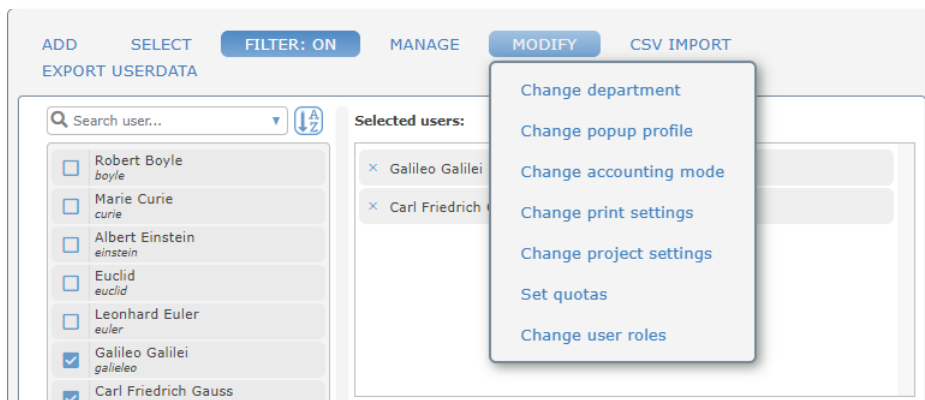 ADD SELECT FILTER: ON MANAGE MODIFY CSV IMPORT
EXPORT USERDATA
Search user...
A
Z
Selected users:
Robert Boyle
boyle
Marie Curie
curie
Albert Einstein
einstein
Euclid
euclid
Leonhard Euler
euler
Galileo Galilei
galieleo
Carl Friedrich Gauss
× Galileo Galilei
× Carl Friedrich
Change department
Change popup profile
Change accounting mode
Change print settings
Change project settings
Set quotas
Change user roles